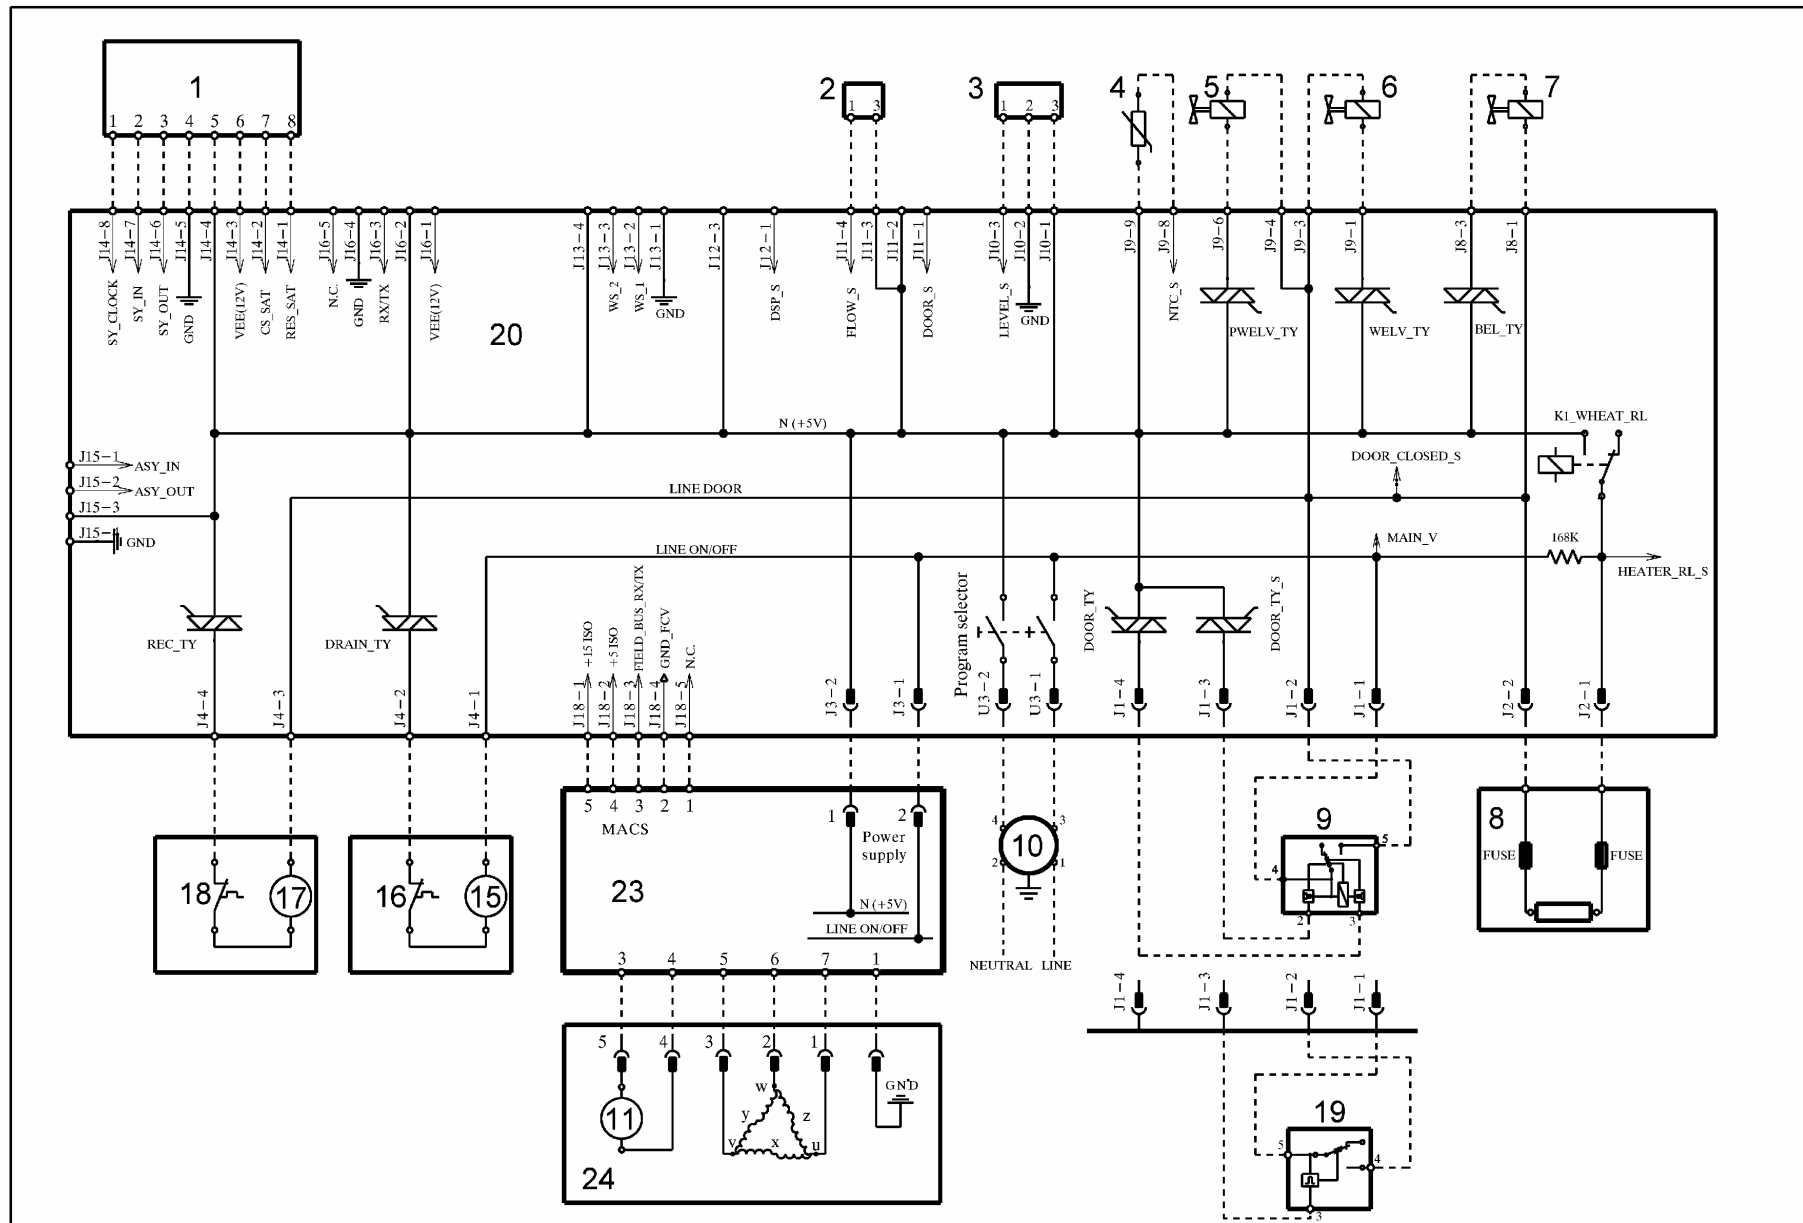 1
1 2 3 4 5 6 7 8
2
1 3
3
1 2 3
4
5
6
7
J14-8
J14-7
J14-6
J14-5
J14-4
J14-3
J14-2
J14-1
J16-5
J16-4
J16-3
J16-2
J16-1
J13-4
J13-3
J13-2
J13-1
J12-3
J12-1
J11-4
J11-3
J11-2
J11-1
J10-3
J10-2
J10-1
J9-9
J9-8
J9-6
J9-4
J9-3
J9-1
J8-3
J8-1
SY_CLOCK
SY_IN
SY_OUT
GND
VEE(12V)
CS_SAT
RES_SAT
N.C.
GND
RX/TX
VEE(12V)
WS_2
WS_1
GND
DSP_S
FLOW_S
DOOR_S
LEVEL_S
GND
NTC_S
PWELV_TY
WELV_TY
BEL_TY
20
N (+5V)
K1_WHEAT_RL
J15-1
ASY_IN
J15-2
ASY_OUT
J15-3
J15-4
GND
LINE DOOR
DOOR_CLOSED_S
LINE ON/OFF
MAIN_V
168K
HEATER_RL_S
REC_TY
DRAIN_TY
+15 ISO
+5 ISO
FIELD_BUS_RX/TX
GND_FCV
N.C.
Program selector
DOOR_TY
DOOR_TY_S
J4-4
J4-3
J4-2
J4-1
J18-1
J18-2
J18-3
J18-4
J18-5
J3-2
J3-1
U3-2
U3-1
J1-4
J1-3
J1-2
J1-1
J2-2
J2-1
5 4 3 2 1
MACS
1
2
Power
supply
23
N (+5V)
LINE ON/OFF
3 4 5 6 7 1
4 3
10
2 1
NEUTRAL LINE
9
5
4
2 3
8
FUSE FUSE
18 17
16 15
J1-4
J1-3
J1-2
J1-1
5 4 3 2 1
GND
w
y z
v x u
11
24
19
5
4
3